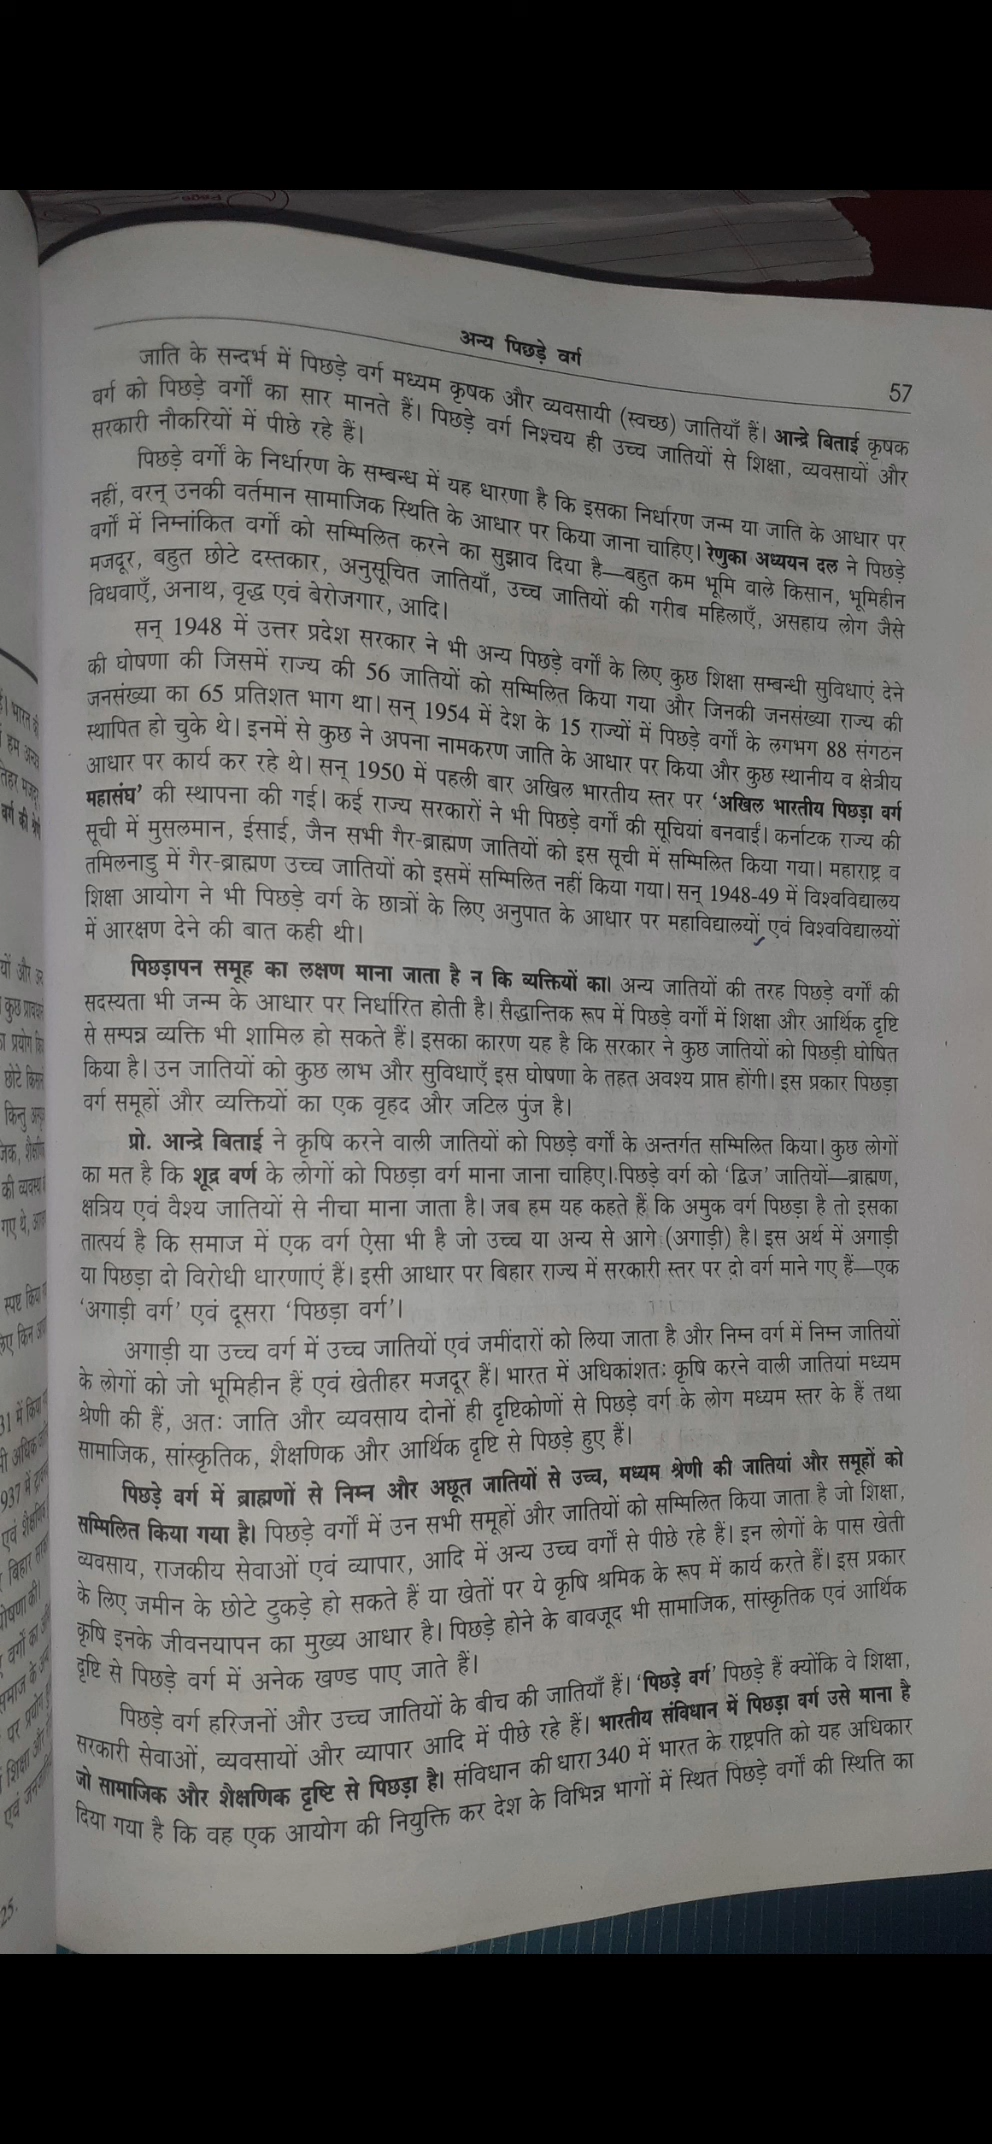 अन्य पिछड़े वर्ग
57
जाति के सन्दर्भ में पिछड़े वर्ग मध्यम कृषक और व्यवसायी (स्वच्छ) जातियाँ हैं। आन्द्रे बिताई कृषक
वर्ग को पिछड़े वर्गों का सार मानते हैं। पिछड़े वर्ग निश्चय ही उच्च जातियों से शिक्षा, व्यवसायों और
सरकारी नौकरियों में पीछे रहे हैं।
पिछड़े वर्गों के निर्धारण के सम्बन्ध में यह धारणा है कि इसका निर्धारण जन्म या जाति के आधार पर
नहीं, वरन् उनकी वर्तमान सामाजिक स्थिति के आधार पर किया जाना चाहिए। रेणुका अध्ययन दल ने पिछड़े
वर्गों में निम्नांकित वर्गों को सम्मिलित करने का सुझाव दिया है—बहुत कम भूमि वाले किसान, भूमिहीन
मजदूर, बहुत छोटे दस्तकार, अनुसूचित जातियाँ, उच्च जातियों की गरीब महिलाएँ, असहाय लोग जैसे
विधवाएँ, अनाथ, वृद्ध एवं बेरोजगार, आदि।
सन् 1948 में उत्तर प्रदेश सरकार ने भी अन्य पिछड़े वर्गों के लिए कुछ शिक्षा सम्बन्धी सुविधाएं देने
की घोषणा की जिसमें राज्य की 56 जातियों को सम्मिलित किया गया और जिनकी जनसंख्या राज्य की
जनसंख्या का 65 प्रतिशत भाग था। सन् 1954 में देश के 15 राज्यों में पिछड़े वर्गों के लगभग 88 संगठन
स्थापित हो चुके थे। इनमें से कुछ ने अपना नामकरण जाति के आधार पर किया और कुछ स्थानीय व क्षेत्रीय
आधार पर कार्य कर रहे थे। सन् 1950 में पहली बार अखिल भारतीय स्तर पर ‘अखिल भारतीय पिछड़ा वर्ग
महासंघ’ की स्थापना की गई। कई राज्य सरकारों ने भी पिछड़े वर्गों की सूचियां बनवाईं। कर्नाटक राज्य की
सूची में मुसलमान, ईसाई, जैन सभी गैर-ब्राह्मण जातियों को इस सूची में सम्मिलित किया गया। महाराष्ट्र व
तमिलनाडु में गैर-ब्राह्मण उच्च जातियों को इसमें सम्मिलित नहीं किया गया। सन् 1948-49 में विश्वविद्यालय
शिक्षा आयोग ने भी पिछड़े वर्ग के छात्रों के लिए अनुपात के आधार पर महाविद्यालयों एवं विश्वविद्यालयों
में आरक्षण देने की बात कही थी।
पिछड़ापन समूह का लक्षण माना जाता है न कि व्यक्तियों का। अन्य जातियों की तरह पिछड़े वर्गों की
सदस्यता भी जन्म के आधार पर निर्धारित होती है। सैद्धान्तिक रूप में पिछड़े वर्गों में शिक्षा और आर्थिक दृष्टि
से सम्पन्न व्यक्ति भी शामिल हो सकते हैं। इसका कारण यह है कि सरकार ने कुछ जातियों को पिछड़ी घोषित
किया है। उन जातियों को कुछ लाभ और सुविधाएँ इस घोषणा के तहत अवश्य प्राप्त होंगी। इस प्रकार पिछड़ा
वर्ग समूहों और व्यक्तियों का एक वृहद और जटिल पुंज है।
प्रो. आन्द्रे बिताई ने कृषि करने वाली जातियों को पिछड़े वर्गों के अन्तर्गत सम्मिलित किया। कुछ लोगों
का मत है कि शूद्र वर्ण के लोगों को पिछड़ा वर्ग माना जाना चाहिए। पिछड़े वर्ग को ‘द्विज’ जातियों—ब्राह्मण,
क्षत्रिय एवं वैश्य जातियों से नीचा माना जाता है। जब हम यह कहते हैं कि अमुक वर्ग पिछड़ा है तो इसका
तात्पर्य है कि समाज में एक वर्ग ऐसा भी है जो उच्च या अन्य से आगे (अगाड़ी) है। इस अर्थ में अगाड़ी
या पिछड़ा दो विरोधी धारणाएं हैं। इसी आधार पर बिहार राज्य में सरकारी स्तर पर दो वर्ग माने गए हैं—एक
‘अगाड़ी वर्ग’ एवं दूसरा ‘पिछड़ा वर्ग’।
अगाड़ी या उच्च वर्ग में उच्च जातियों एवं जमींदारों को लिया जाता है और निम्न वर्ग में निम्न जातियों
के लोगों को जो भूमिहीन हैं एवं खेतीहर मजदूर हैं। भारत में अधिकांशतः कृषि करने वाली जातियां मध्यम
श्रेणी की हैं, अतः जाति और व्यवसाय दोनों ही दृष्टिकोणों से पिछड़े वर्ग के लोग मध्यम स्तर के हैं तथा
सामाजिक, सांस्कृतिक, शैक्षणिक और आर्थिक दृष्टि से पिछड़े हुए हैं।
पिछड़े वर्ग में ब्राह्मणों से निम्न और अछूत जातियों से उच्च, मध्यम श्रेणी की जातियां और समूहों को
सम्मिलित किया गया है। पिछड़े वर्गों में उन सभी समूहों और जातियों को सम्मिलित किया जाता है जो शिक्षा,
व्यवसाय, राजकीय सेवाओं एवं व्यापार, आदि में अन्य उच्च वर्गों से पीछे रहे हैं। इन लोगों के पास खेती
के लिए जमीन के छोटे टुकड़े हो सकते हैं या खेतों पर ये कृषि श्रमिक के रूप में कार्य करते हैं। इस प्रकार
कृषि इनके जीवनयापन का मुख्य आधार है। पिछड़े होने के बावजूद भी सामाजिक, सांस्कृतिक एवं आर्थिक
दृष्टि से पिछड़े वर्ग में अनेक खण्ड पाए जाते हैं।
पिछड़े वर्ग हरिजनों और उच्च जातियों के बीच की जातियाँ हैं। ‘पिछड़े वर्ग’ पिछड़े हैं क्योंकि वे शिक्षा,
सरकारी सेवाओं, व्यवसायों और व्यापार आदि में पीछे रहे हैं। भारतीय संविधान में पिछड़ा वर्ग उसे माना है
जो सामाजिक और शैक्षणिक दृष्टि से पिछड़ा है। संविधान की धारा 340 में भारत के राष्ट्रपति को यह अधिकार
दिया गया है कि वह एक आयोग की नियुक्ति कर देश के विभिन्न भागों में स्थित पिछड़े वर्गों की स्थिति का